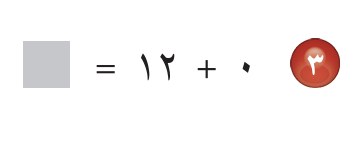 ٣ ٠ + ١٢ =